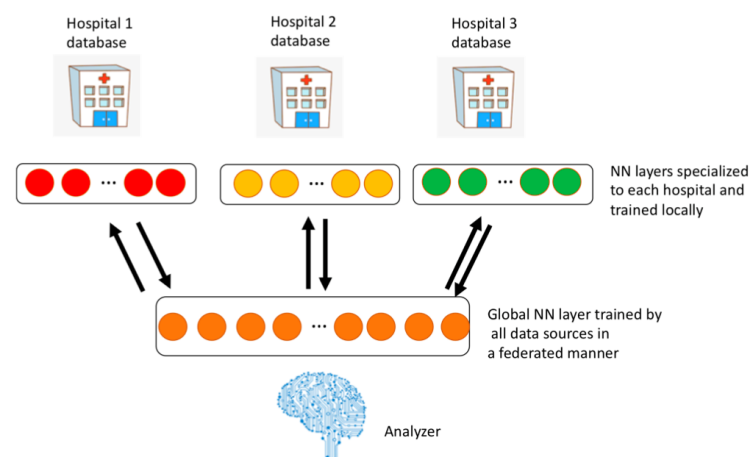 Hospital 1
database
Hospital 2
database
Hospital 3
database
...
...
...
NN layers specialized
to each hospital and
trained locally
...
Global NN layer trained by
all data sources in
a federated manner
Analyzer